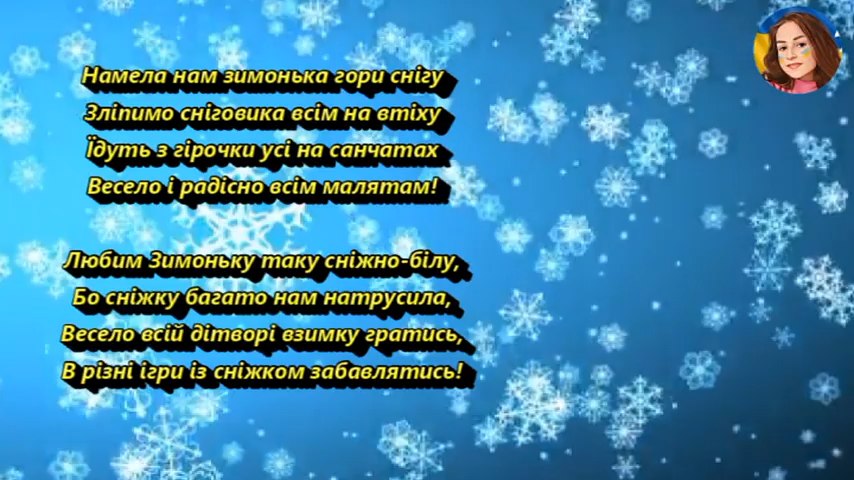 Намела нам зимонька гори снігу
Зліпимо сніговика всім на втіху
Їдуть з гірочки усі на санчатах
Весело і радісно всім малятам!
Любим Зимоньку таку сніжно-білу,
Бо сніжку багато нам натрусила,
Весело всій дітворі взимку гратись,
В різні ігри із сніжком забавлятись!